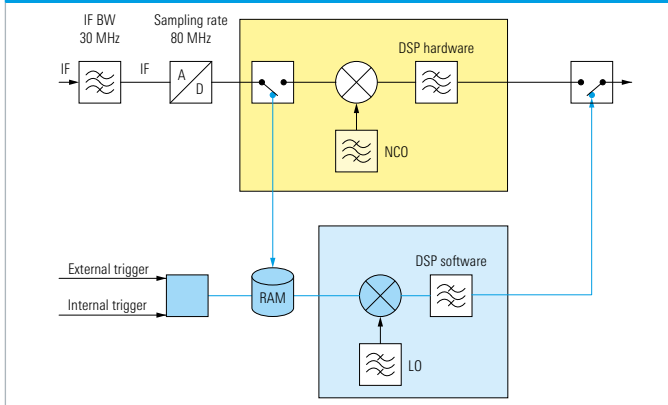 IF BW
30 MHz
Sampling rate
80 MHz
IF
IF
A
D
DSP hardware
NCO
External trigger
Internal trigger
RAM
DSP software
LO